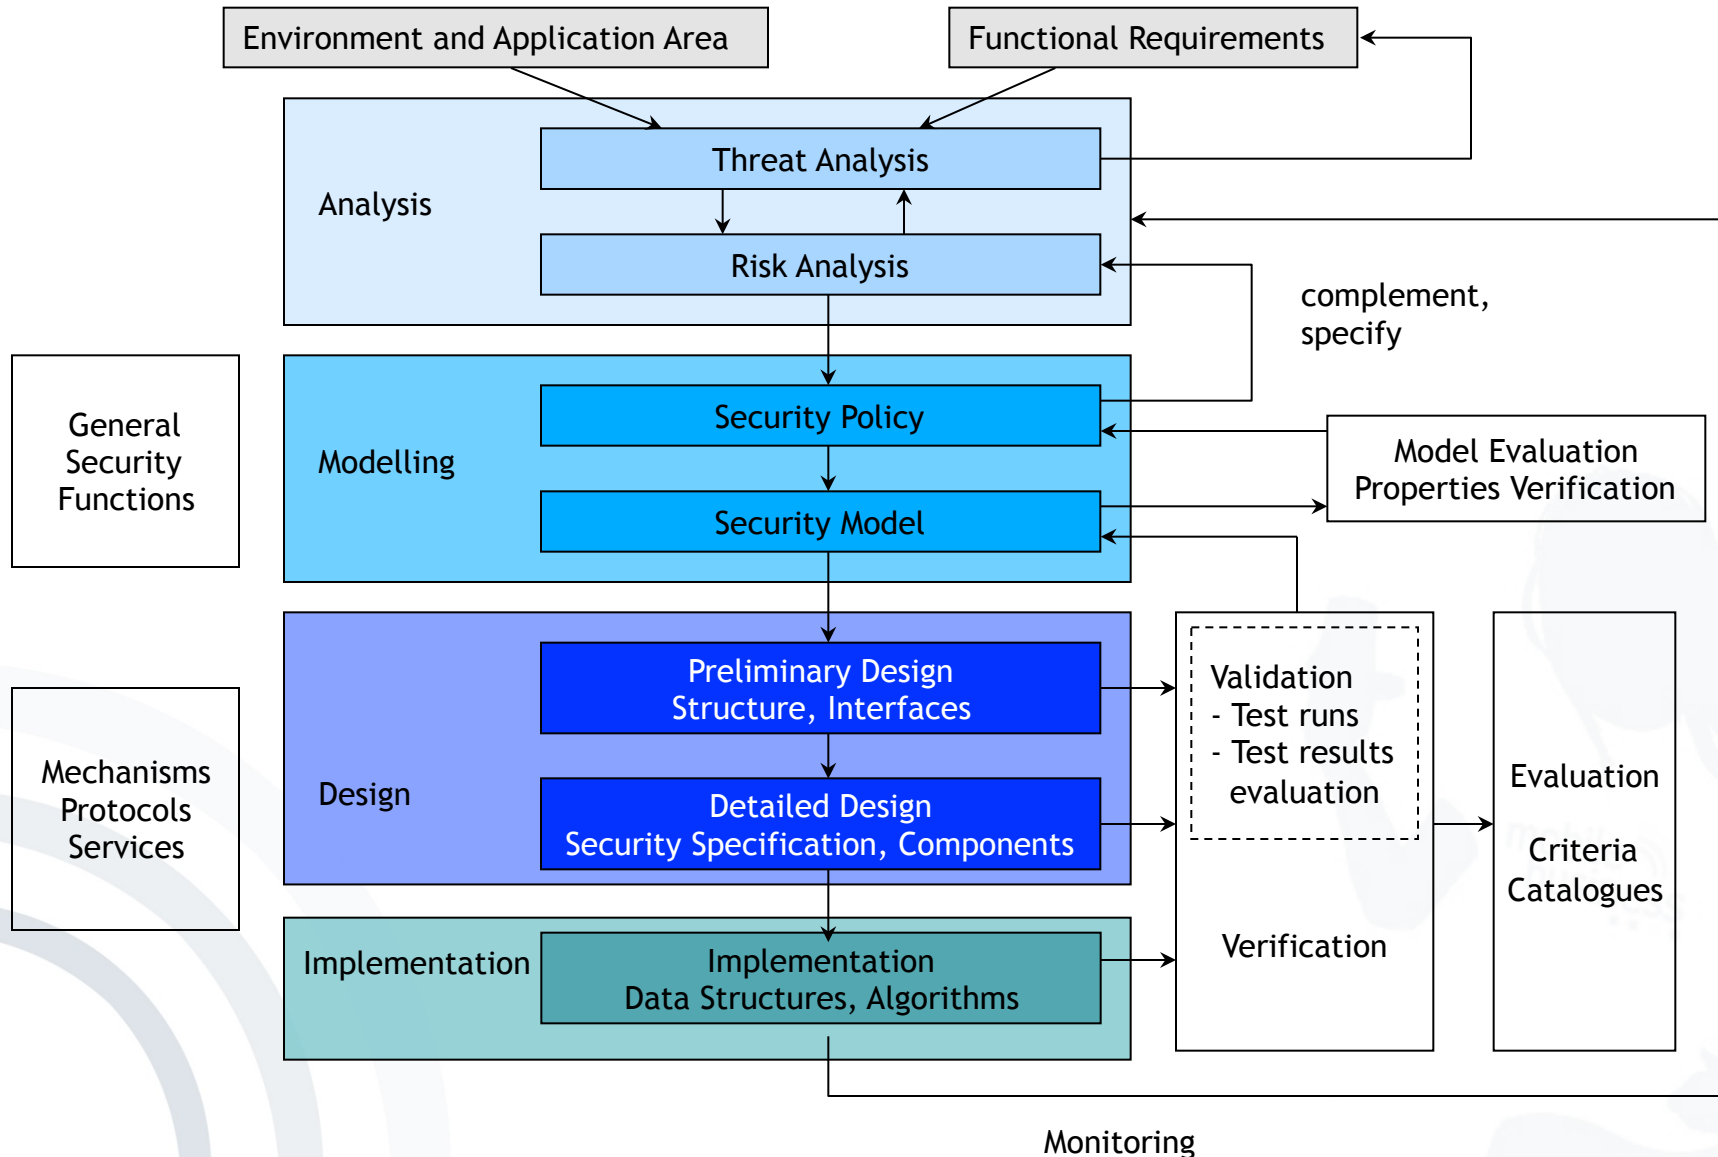 Environment and Application Area
Functional Requirements
Threat Analysis
Analysis
Risk Analysis
complement,
specify
General
Security
Functions
Security Policy
Modelling
Model Evaluation
Properties Verification
Security Model
Preliminary Design
Structure, Interfaces
Validation
- Test runs
- Test results
evaluation
Mechanisms
Protocols
Services
Design
Detailed Design
Security Specification, Components
Evaluation
Criteria
Catalogues
Verification
Implementation
Implementation
Data Structures, Algorithms
Monitoring